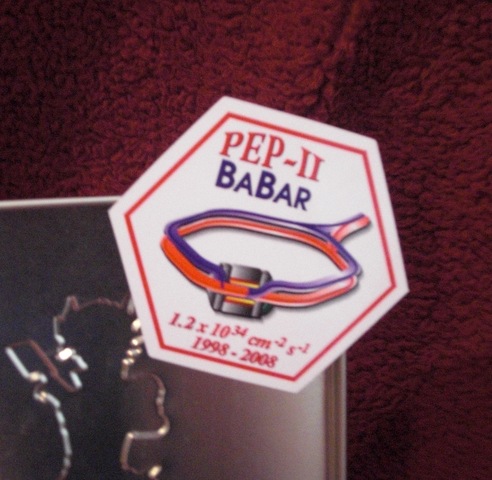 PEP-II
BABAR
1.2 x 10³⁴ cm⁻² s⁻¹
1998 - 2008